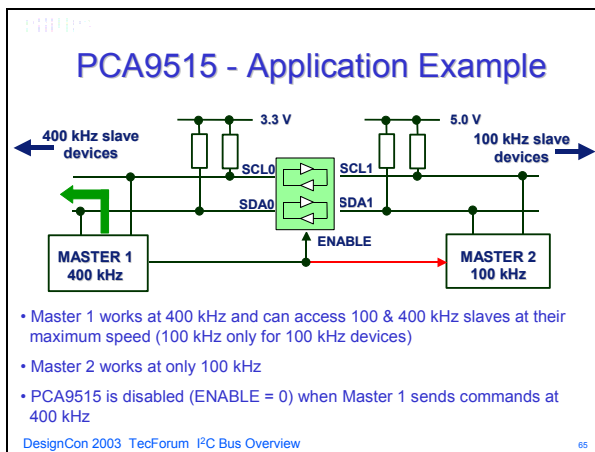 PHILIPS
PCA9515 - Application Example
3.3 V
5.0 V
400 kHz slave
devices
100 kHz slave
devices
SCL0
SCL1
SDA0
SDA1
ENABLE
MASTER 1
400 kHz
MASTER 2
100 kHz
• Master 1 works at 400 kHz and can access 100 & 400 kHz slaves at their
maximum speed (100 kHz only for 100 kHz devices)
• Master 2 works at only 100 kHz
• PCA9515 is disabled (ENABLE = 0) when Master 1 sends commands at
400 kHz
DesignCon 2003 TecForum I²C Bus Overview
65